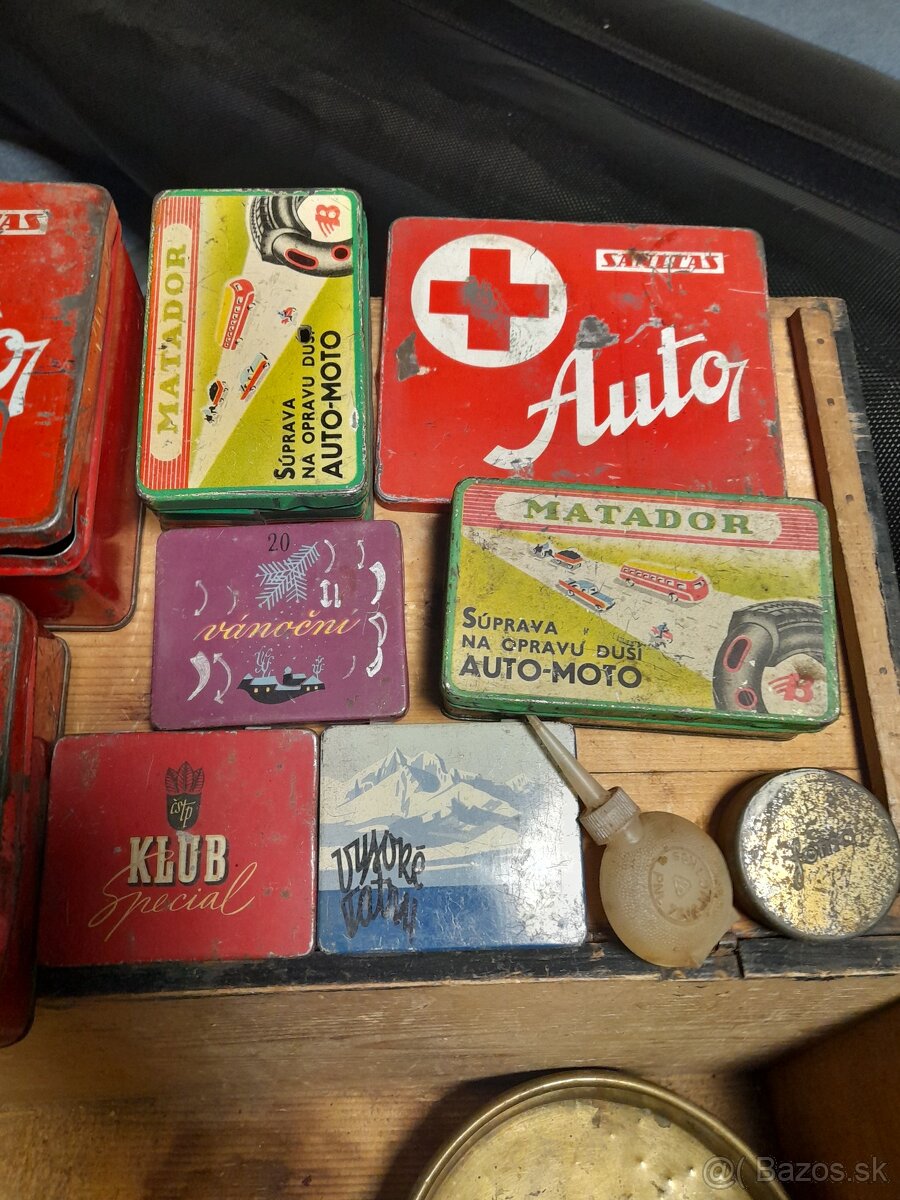 MATADOR
SÚPRAVA
NA OPRAVU DUŠÍ
AUTO-MOTO
SANITAS
Auto
MATADOR
SÚPRAVA
NA OPRAVU DUŠÍ
AUTO-MOTO
20
vánoční
čstp
KLUB
Special
Vysoké
tatry
@( Bazos.sk